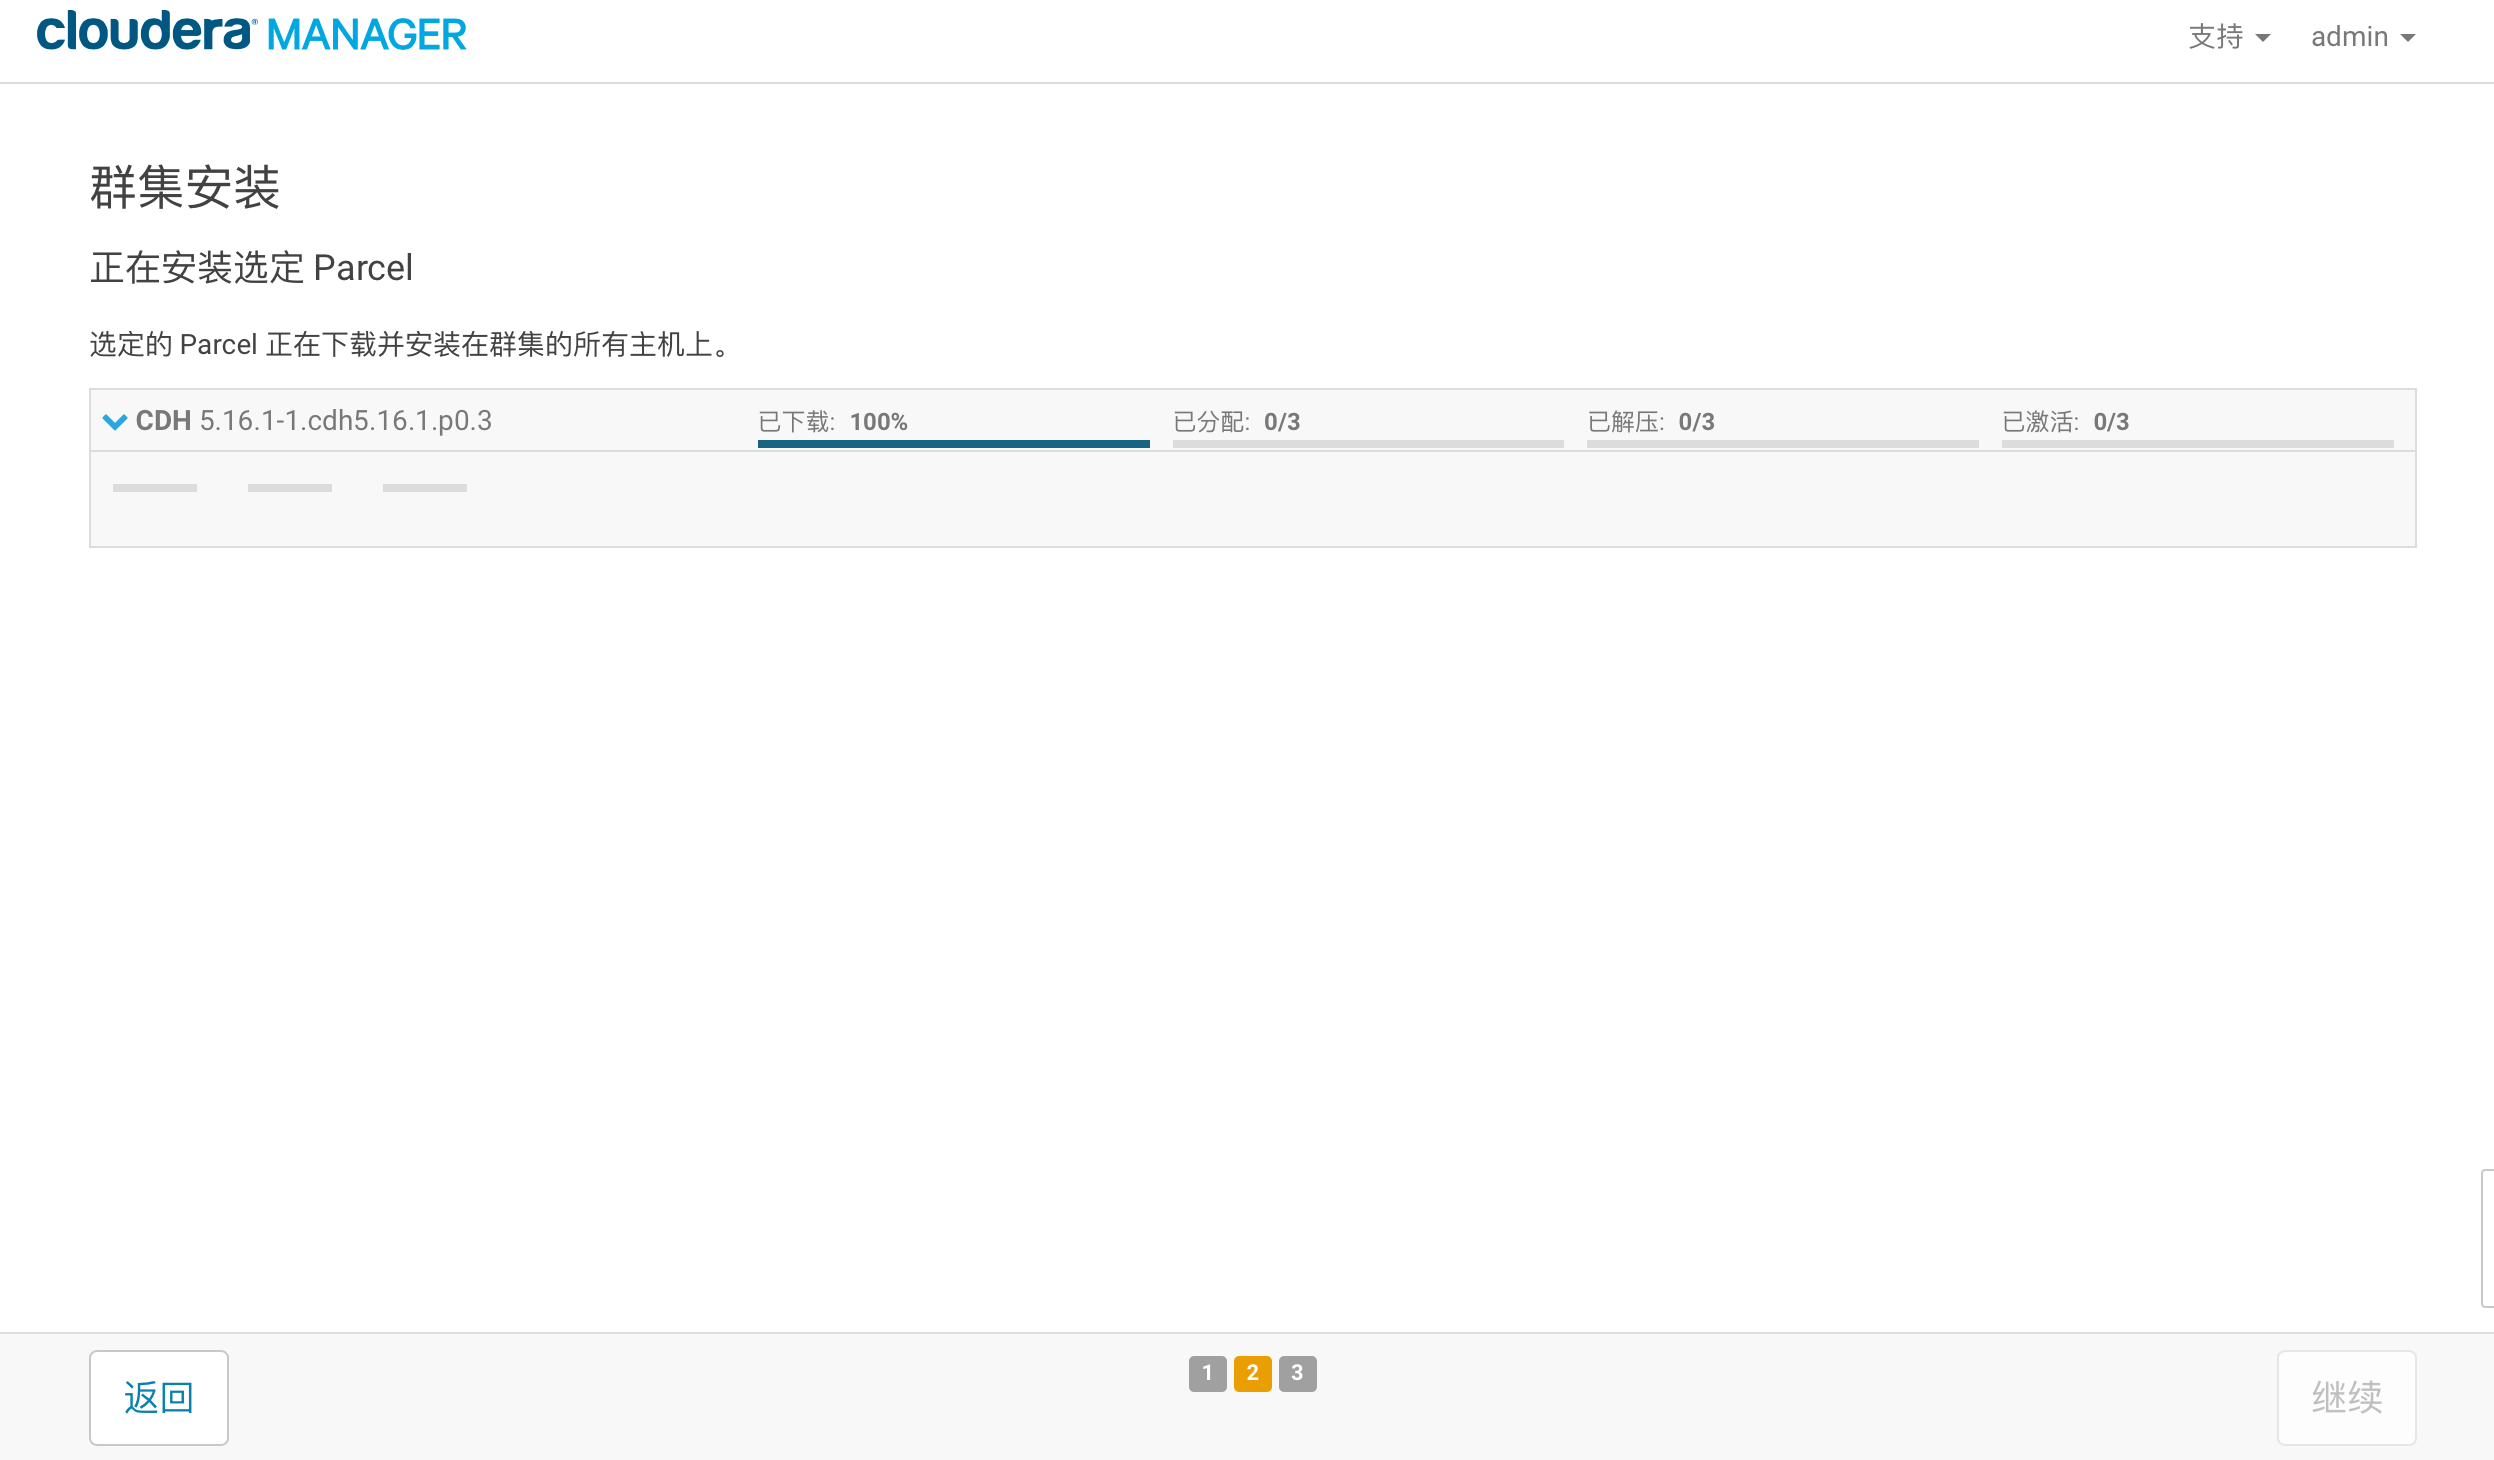 cloudera® MANAGER 支持 admin
群集安装
正在安装选定 Parcel
选定的 Parcel 正在下载并安装在群集的所有主机上。
CDH 5.16.1-1.cdh5.16.1.p0.3 已下载: 100% 已分配: 0/3 已解压: 0/3 已激活: 0/3
返回 1 2 3 继续